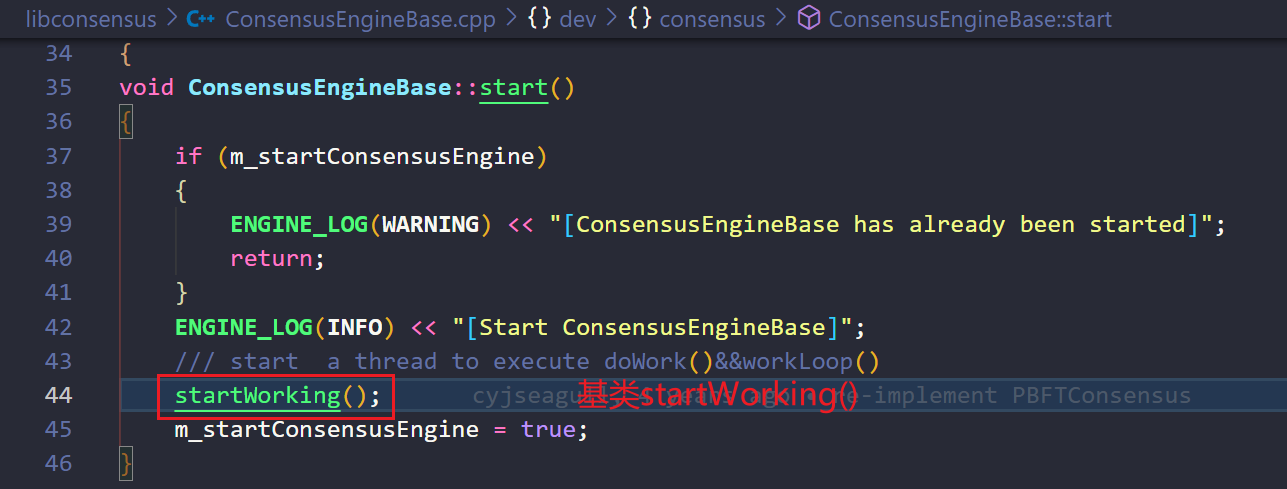 libconsensus > ConsensusEngineBase.cpp > {} dev > {} consensus > ConsensusEngineBase::start
34 {
35 void ConsensusEngineBase::start()
36 {
37 if (m_startConsensusEngine)
38 {
39 ENGINE_LOG(WARNING) << "[ConsensusEngineBase has already been started]";
40 return;
41 }
42 ENGINE_LOG(INFO) << "[Start ConsensusEngineBase]";
43 /// start  a thread to execute doWork()&&workLoop()
44 startWorking(); 基类startWorking() -implement PBFTConsensus
45 m_startConsensusEngine = true;
46 }